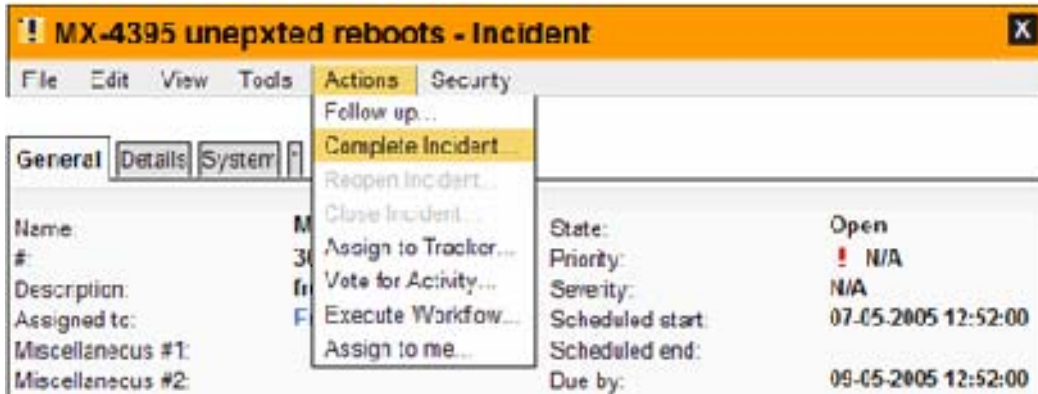 MX-4395 unepxted reboots - Incident
X
File Edit View Tools Actions Security
Follow up...
Complete Incident...
Reopen Incident...
Close Incident...
Assign to Tracker...
Vote for Activity...
Execute Workflow...
Assign to me...
General Details System
Name:
#:
Description:
Assigned to:
Miscellaneous #1:
Miscellaneous #2:
State: Open
Priority: ! N/A
Severity: N/A
Scheduled start: 07-05-2005 12:52:00
Scheduled end:
Due by: 09-05-2005 12:52:00